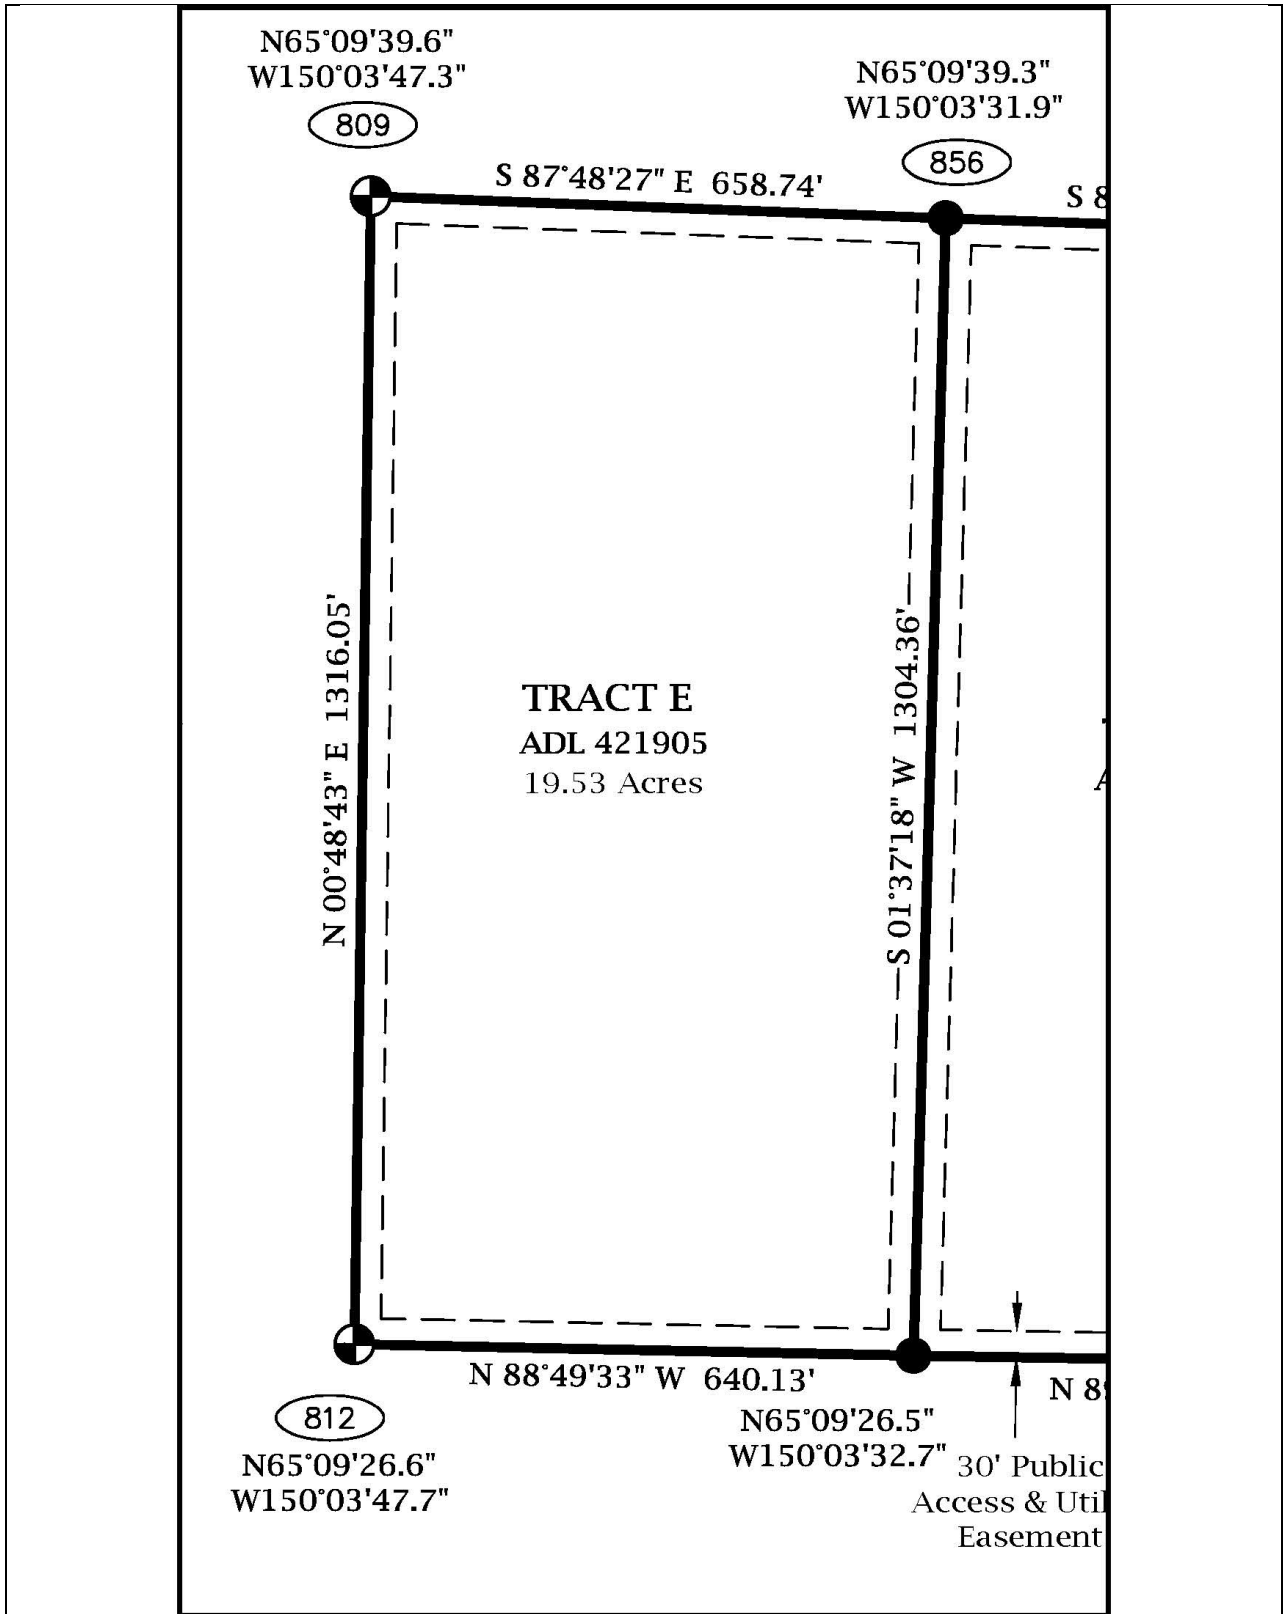 N65°09'39.6"
W150°03'47.3"
809
N65°09'39.3"
W150°03'31.9"
856
S 87°48'27" E 658.74'
S 8
N 00°48'43" E 1316.05'
TRACT E
ADL 421905
19.53 Acres
S 01°37'18" W 1304.36'
N 88°49'33" W 640.13'
812
N65°09'26.6"
W150°03'47.7"
N65°09'26.5"
W150°03'32.7"
N 8
30' Public
Access & Util
Easement